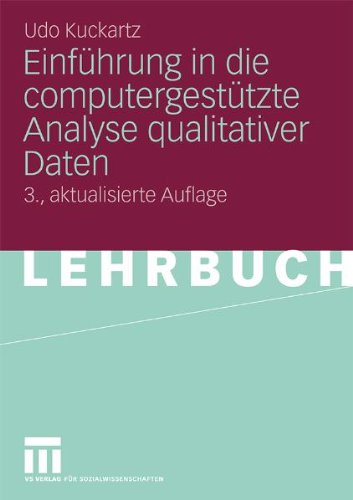 Udo Kuckartz
Einführung in die
computergestützte
Analyse qualitativer
Daten
3., aktualisierte Auflage
LEHRBUCH
VS VERLAG FÜR SOZIALWISSENSCHAFTEN